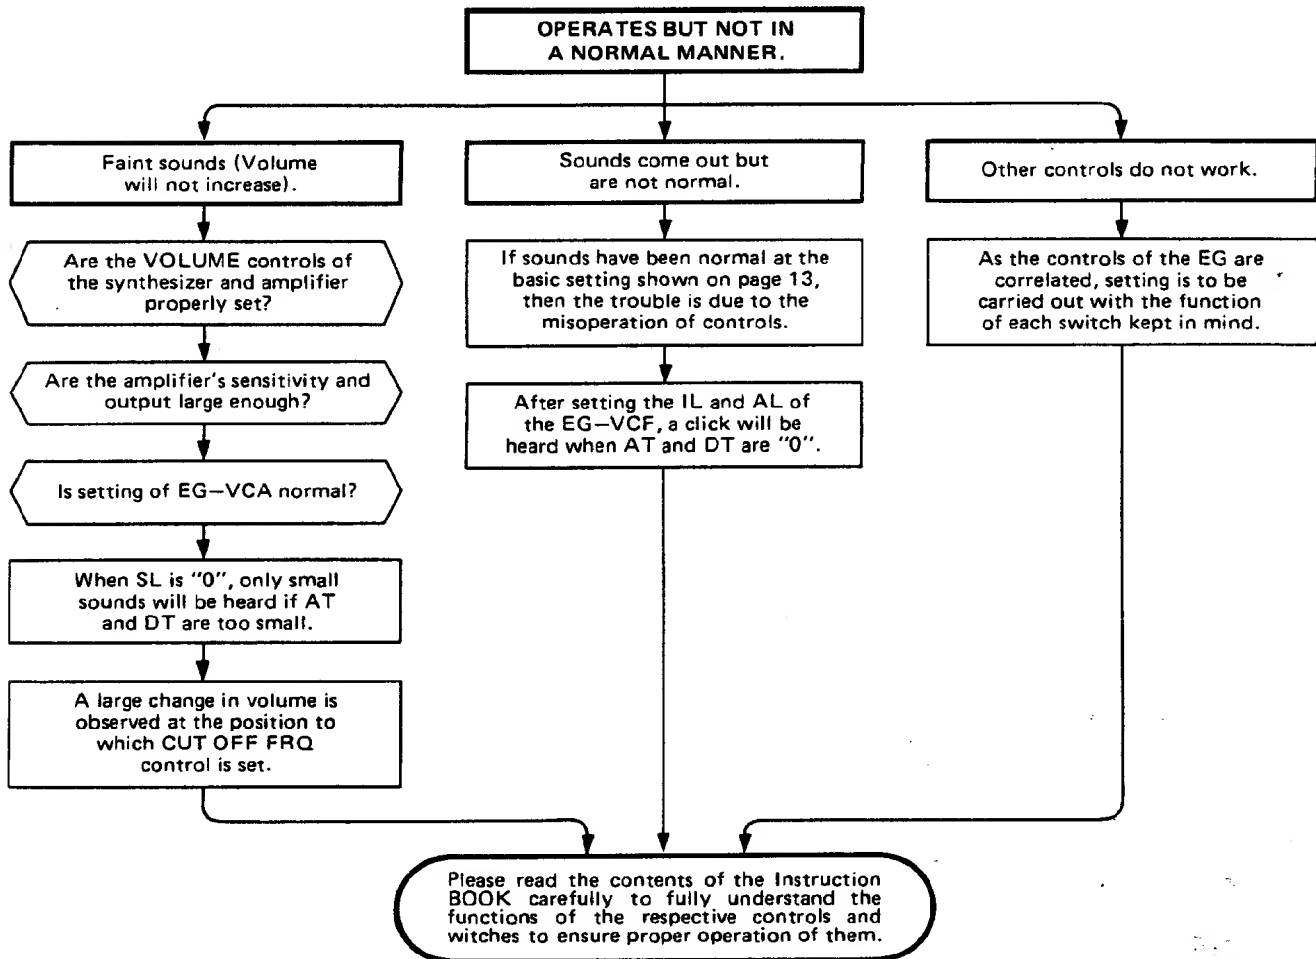 OPERATES BUT NOT IN
A NORMAL MANNER.
Faint sounds (Volume
will not increase).
Are the VOLUME controls of
the synthesizer and amplifier
properly set?
Are the amplifier's sensitivity and
output large enough?
Is setting of EG–VCA normal?
When SL is "0", only small
sounds will be heard if AT
and DT are too small.
A large change in volume is
observed at the position to
which CUT OFF FRQ
control is set.
Sounds come out but
are not normal.
If sounds have been normal at the
basic setting shown on page 13,
then the trouble is due to the
misoperation of controls.
After setting the IL and AL of
the EG–VCF, a click will be
heard when AT and DT are "0".
Other controls do not work.
As the controls of the EG are
correlated, setting is to be
carried out with the function
of each switch kept in mind.
Please read the contents of the Instruction
BOOK carefully to fully understand the
functions of the respective controls and
witches to ensure proper operation of them.